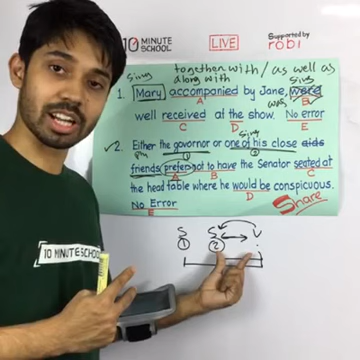 10 MINUTE SCHOOL
LIVE
Supported by
robi
Sing together with / as well as
along with Sing
1. Mary accompanied by Jane, were
A B
was,
well received at the show. No error
C D E
2. Either the governor or one of his close aids
Sing
friends prefer not to have the Senator seated at
A B C
the head table where he would be conspicuous.
D
No Error
E
Share
S S V
1 2
10 MINUTE SCHOOL